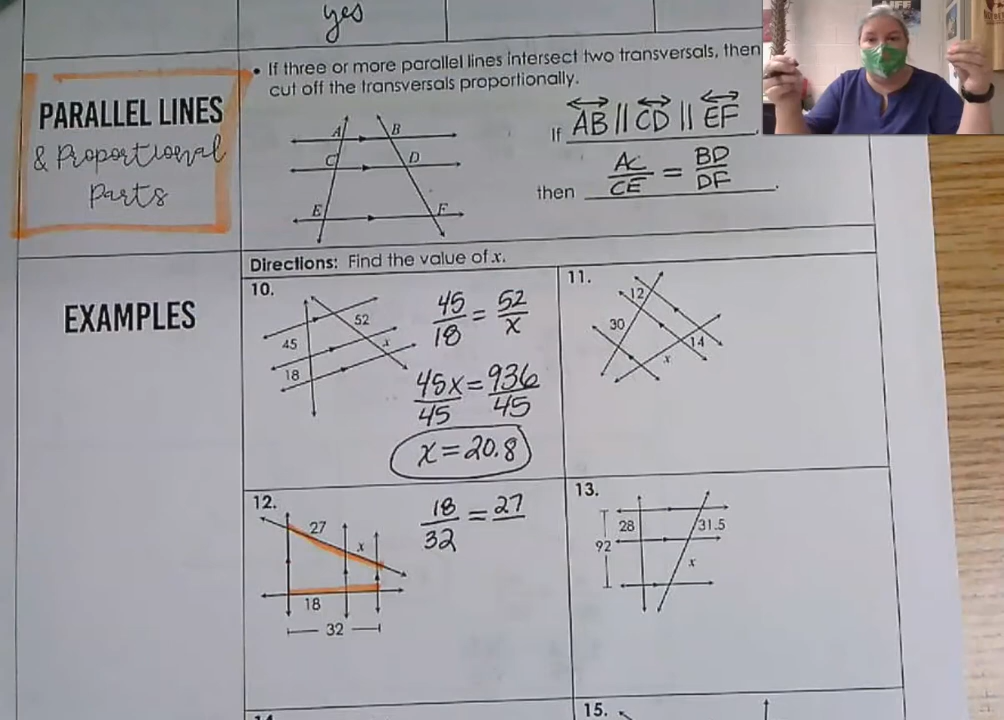 yes
• If three or more parallel lines intersect two transversals, then
cut off the transversals proportionally.
PARALLEL LINES
& Proportional
Parts
A B
C D
E F
If AB || CD || EF
then AC/CE = BD/DF.
EXAMPLES
Directions: Find the value of x.
10.
52
45
x
18
45/18 = 52/x
45x/45 = 936/45
x = 20.8
11.
12
30
14
x
12.
27
x
18
32
18/32 = 27
13.
28
31.5
92
x
15.